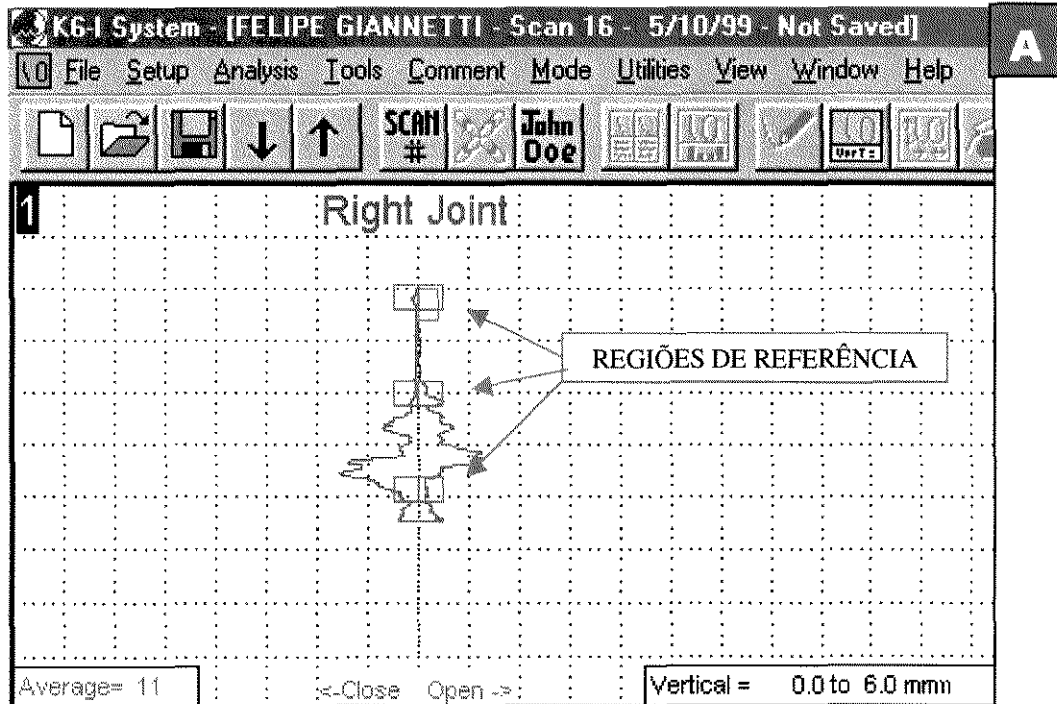 K6-I System - [FELIPE GIANNETTI - Scan 16 - 5/10/99 - Not Saved]
A
File Setup Analysis Tools Comment Mode Utilities View Window Help
SCAN # John Doe
1
Right Joint
REGIÕES DE REFERÊNCIA
Average= 11
<-Close Open ->
Vertical = 0.0 to 6.0 mmn